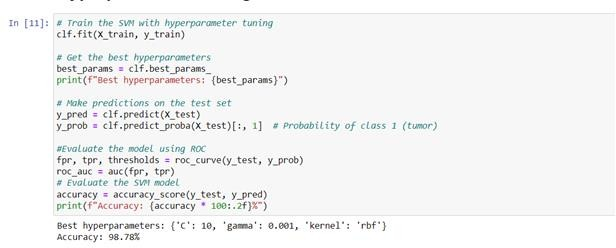 In [11]: # Train the SVM with hyperparameter tuning
clf.fit(X_train, y_train)
# Get the best hyperparameters
best_params = clf.best_params_
print(f"Best hyperparameters: {best_params}")
# Make predictions on the test set
y_pred = clf.predict(X_test)
y_prob = clf.predict_proba(X_test)[:, 1]  # Probability of class 1 (tumor)
#Evaluate the model using ROC
fpr, tpr, thresholds = roc_curve(y_test, y_prob)
roc_auc = auc(fpr, tpr)
# Evaluate the SVM model
accuracy = accuracy_score(y_test, y_pred)
print(f"Accuracy: {accuracy * 100:.2f}%")
Best hyperparameters: {'C': 10, 'gamma': 0.001, 'kernel': 'rbf'}
Accuracy: 98.78%